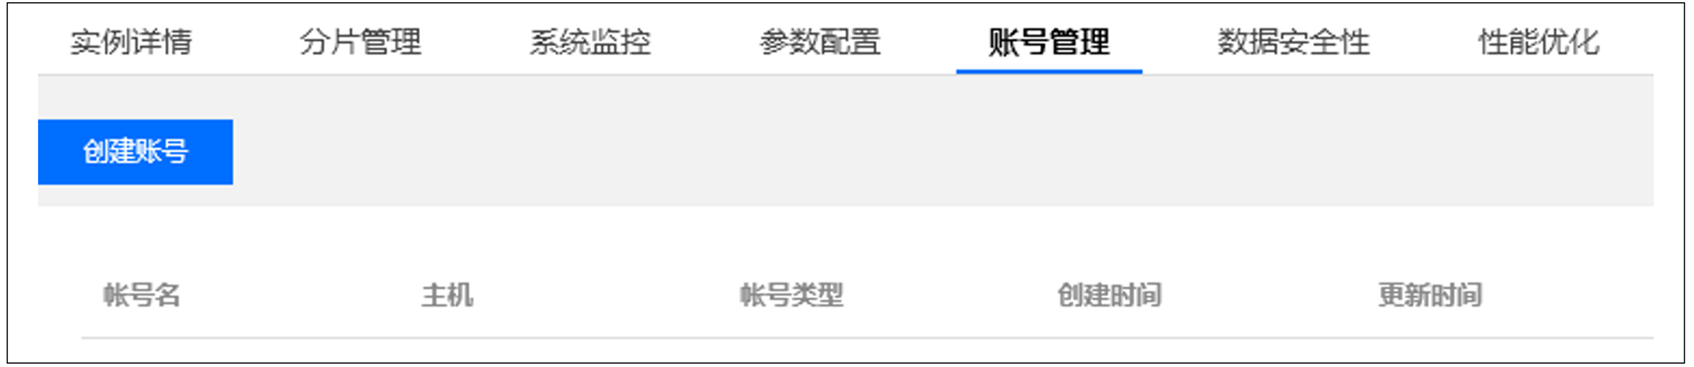 实例详情 分片管理 系统监控 参数配置 账号管理 数据安全性 性能优化
创建账号
帐号名 主机 帐号类型 创建时间 更新时间